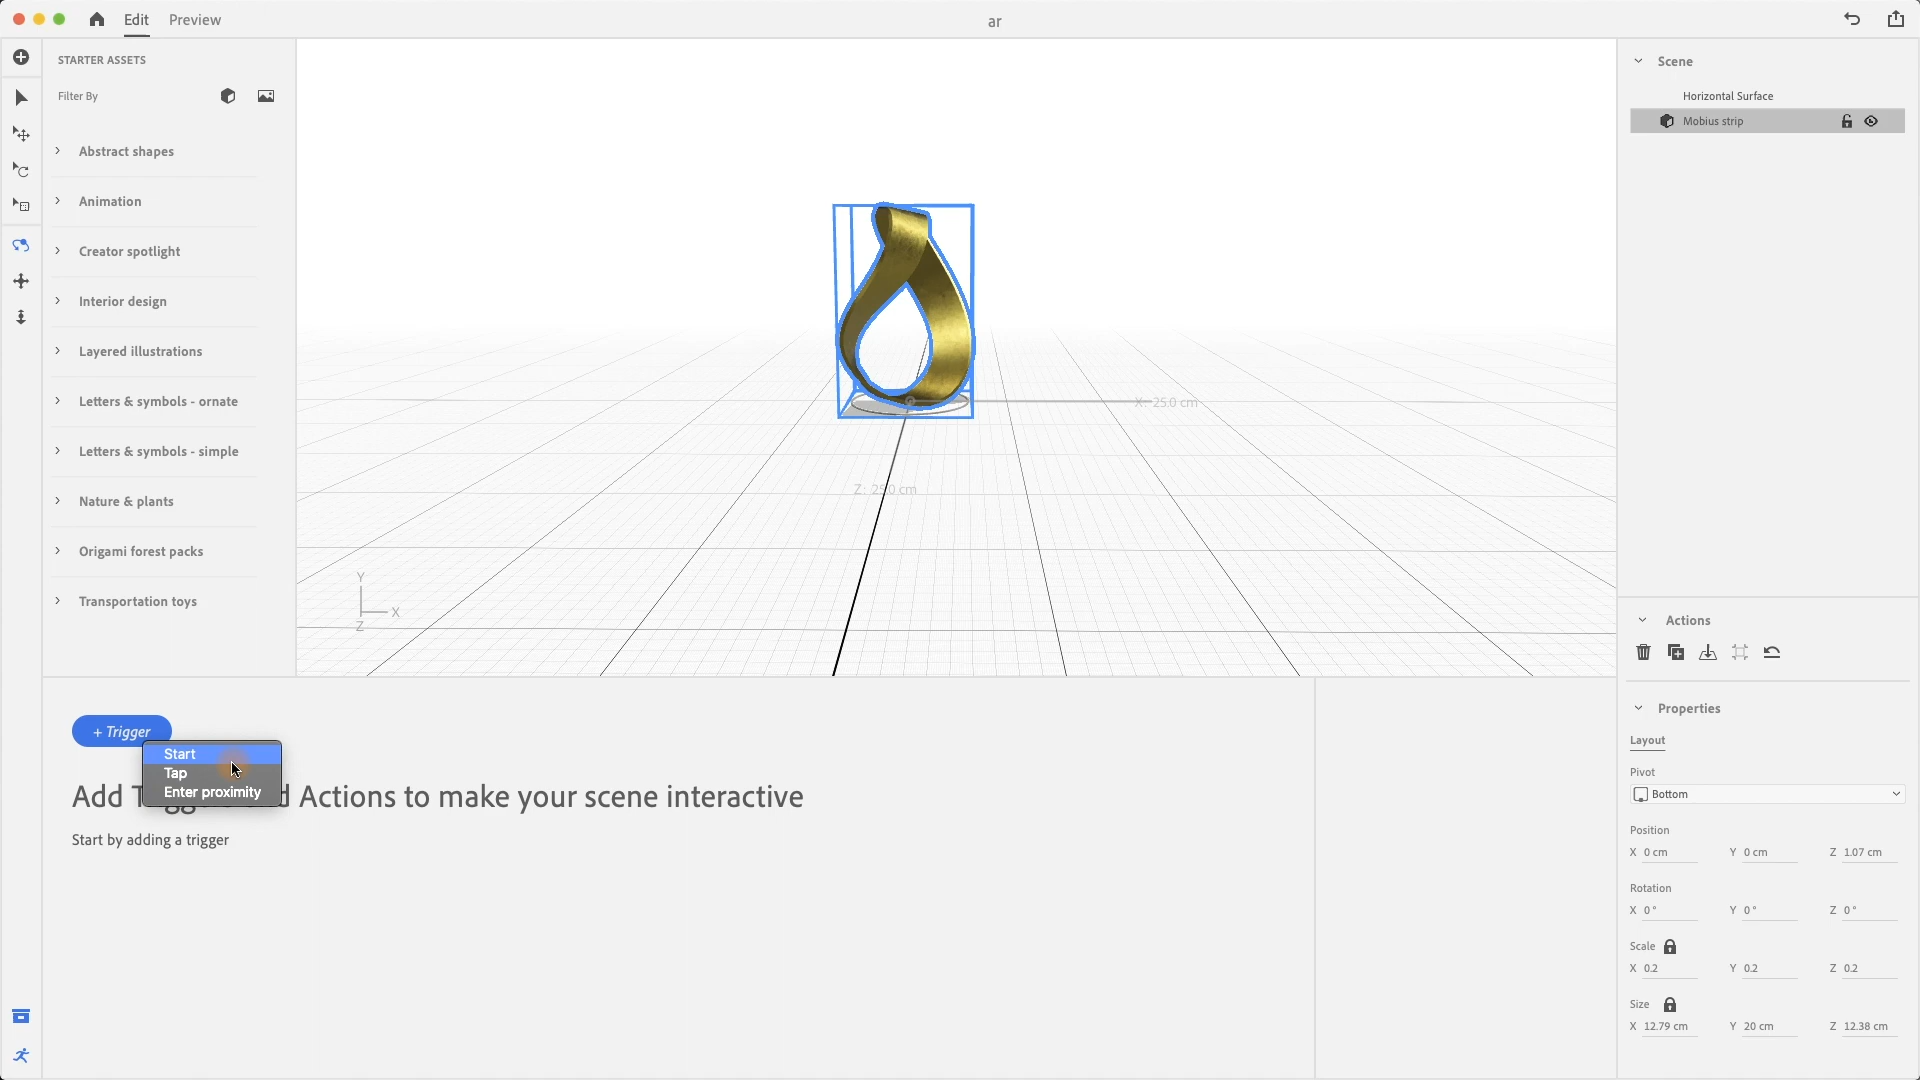 Edit Preview ar
STARTER ASSETS
Filter By
Abstract shapes
Animation
Creator spotlight
Interior design
Layered illustrations
Letters & symbols - ornate
Letters & symbols - simple
Nature & plants
Origami forest packs
Transportation toys
X: 25.0 cm
Z: 25.0 cm
Y
X
Z
Scene
Horizontal Surface
Mobius strip
Actions
Properties
Layout
Pivot
Bottom
Position
X 0 cm Y 0 cm Z 1.07 cm
Rotation
X 0° Y 0° Z 0°
Scale
X 0.2 Y 0.2 Z 0.2
Size
X 12.79 cm Y 20 cm Z 12.38 cm
+ Trigger
Start
Tap
Enter proximity
Add Actions to make your scene interactive
Start by adding a trigger